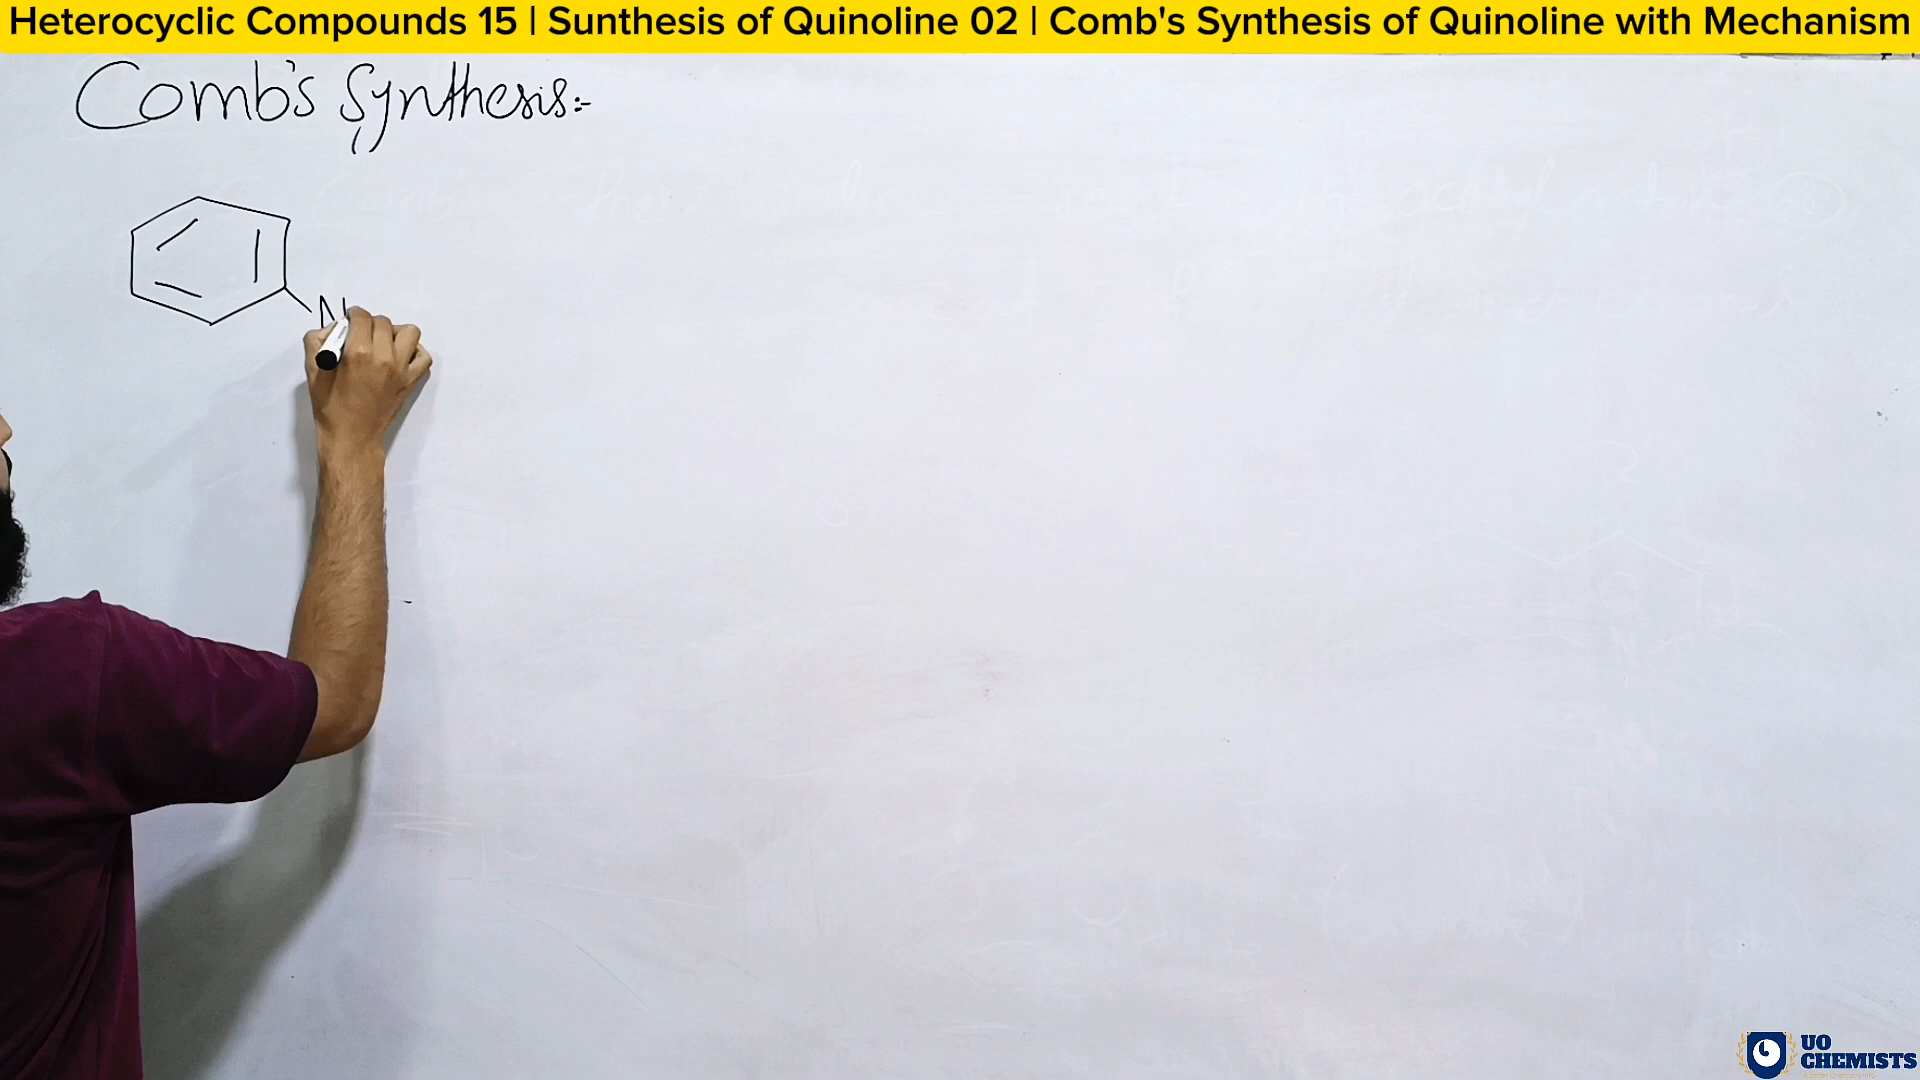 Heterocyclic Compounds 15 | Sunthesis of Quinoline 02 | Comb's Synthesis of Quinoline with Mechanism
Comb's Synthesis:-
N
UO
CHEMISTS